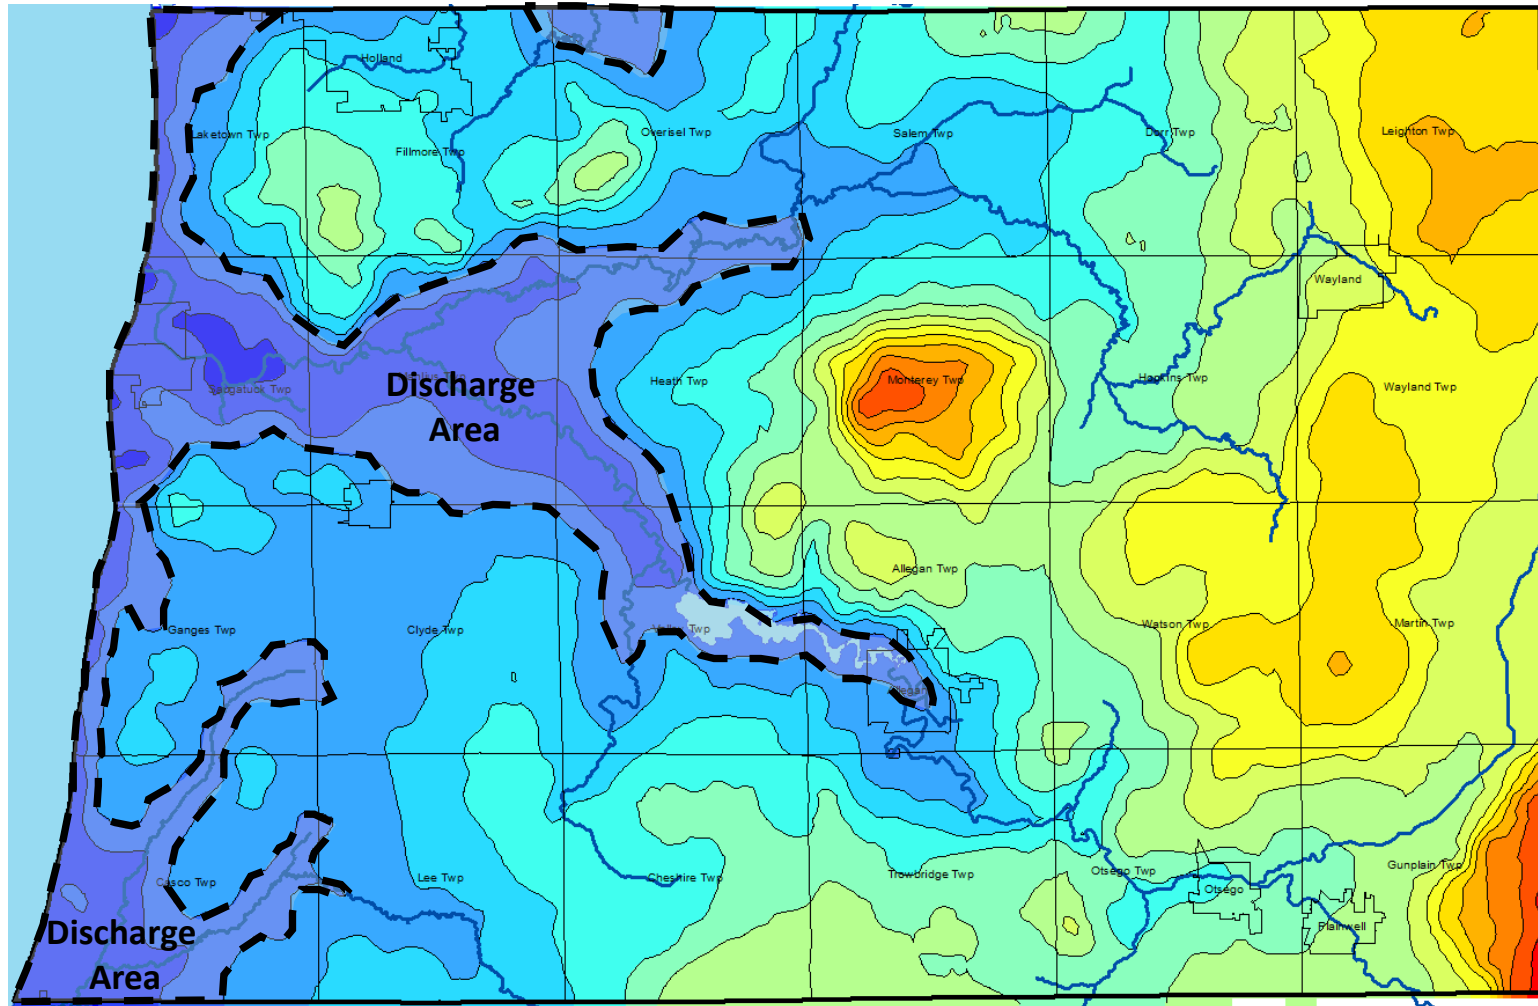 Holland
Laketown Twp
Fillmore Twp
Overisel Twp
Salem Twp
Dorr Twp
Leighton Twp
Wayland
Saugatuck Twp
Discharge
Area
Heath Twp
Monterey Twp
Hopkins Twp
Wayland Twp
Ganges Twp
Clyde Twp
Valley Twp
Allegan Twp
Watson Twp
Martin Twp
Allegan
Casco Twp
Lee Twp
Cheshire Twp
Trowbridge Twp
Otsego Twp
Otsego
Gunplain Twp
Plainwell
Discharge
Area